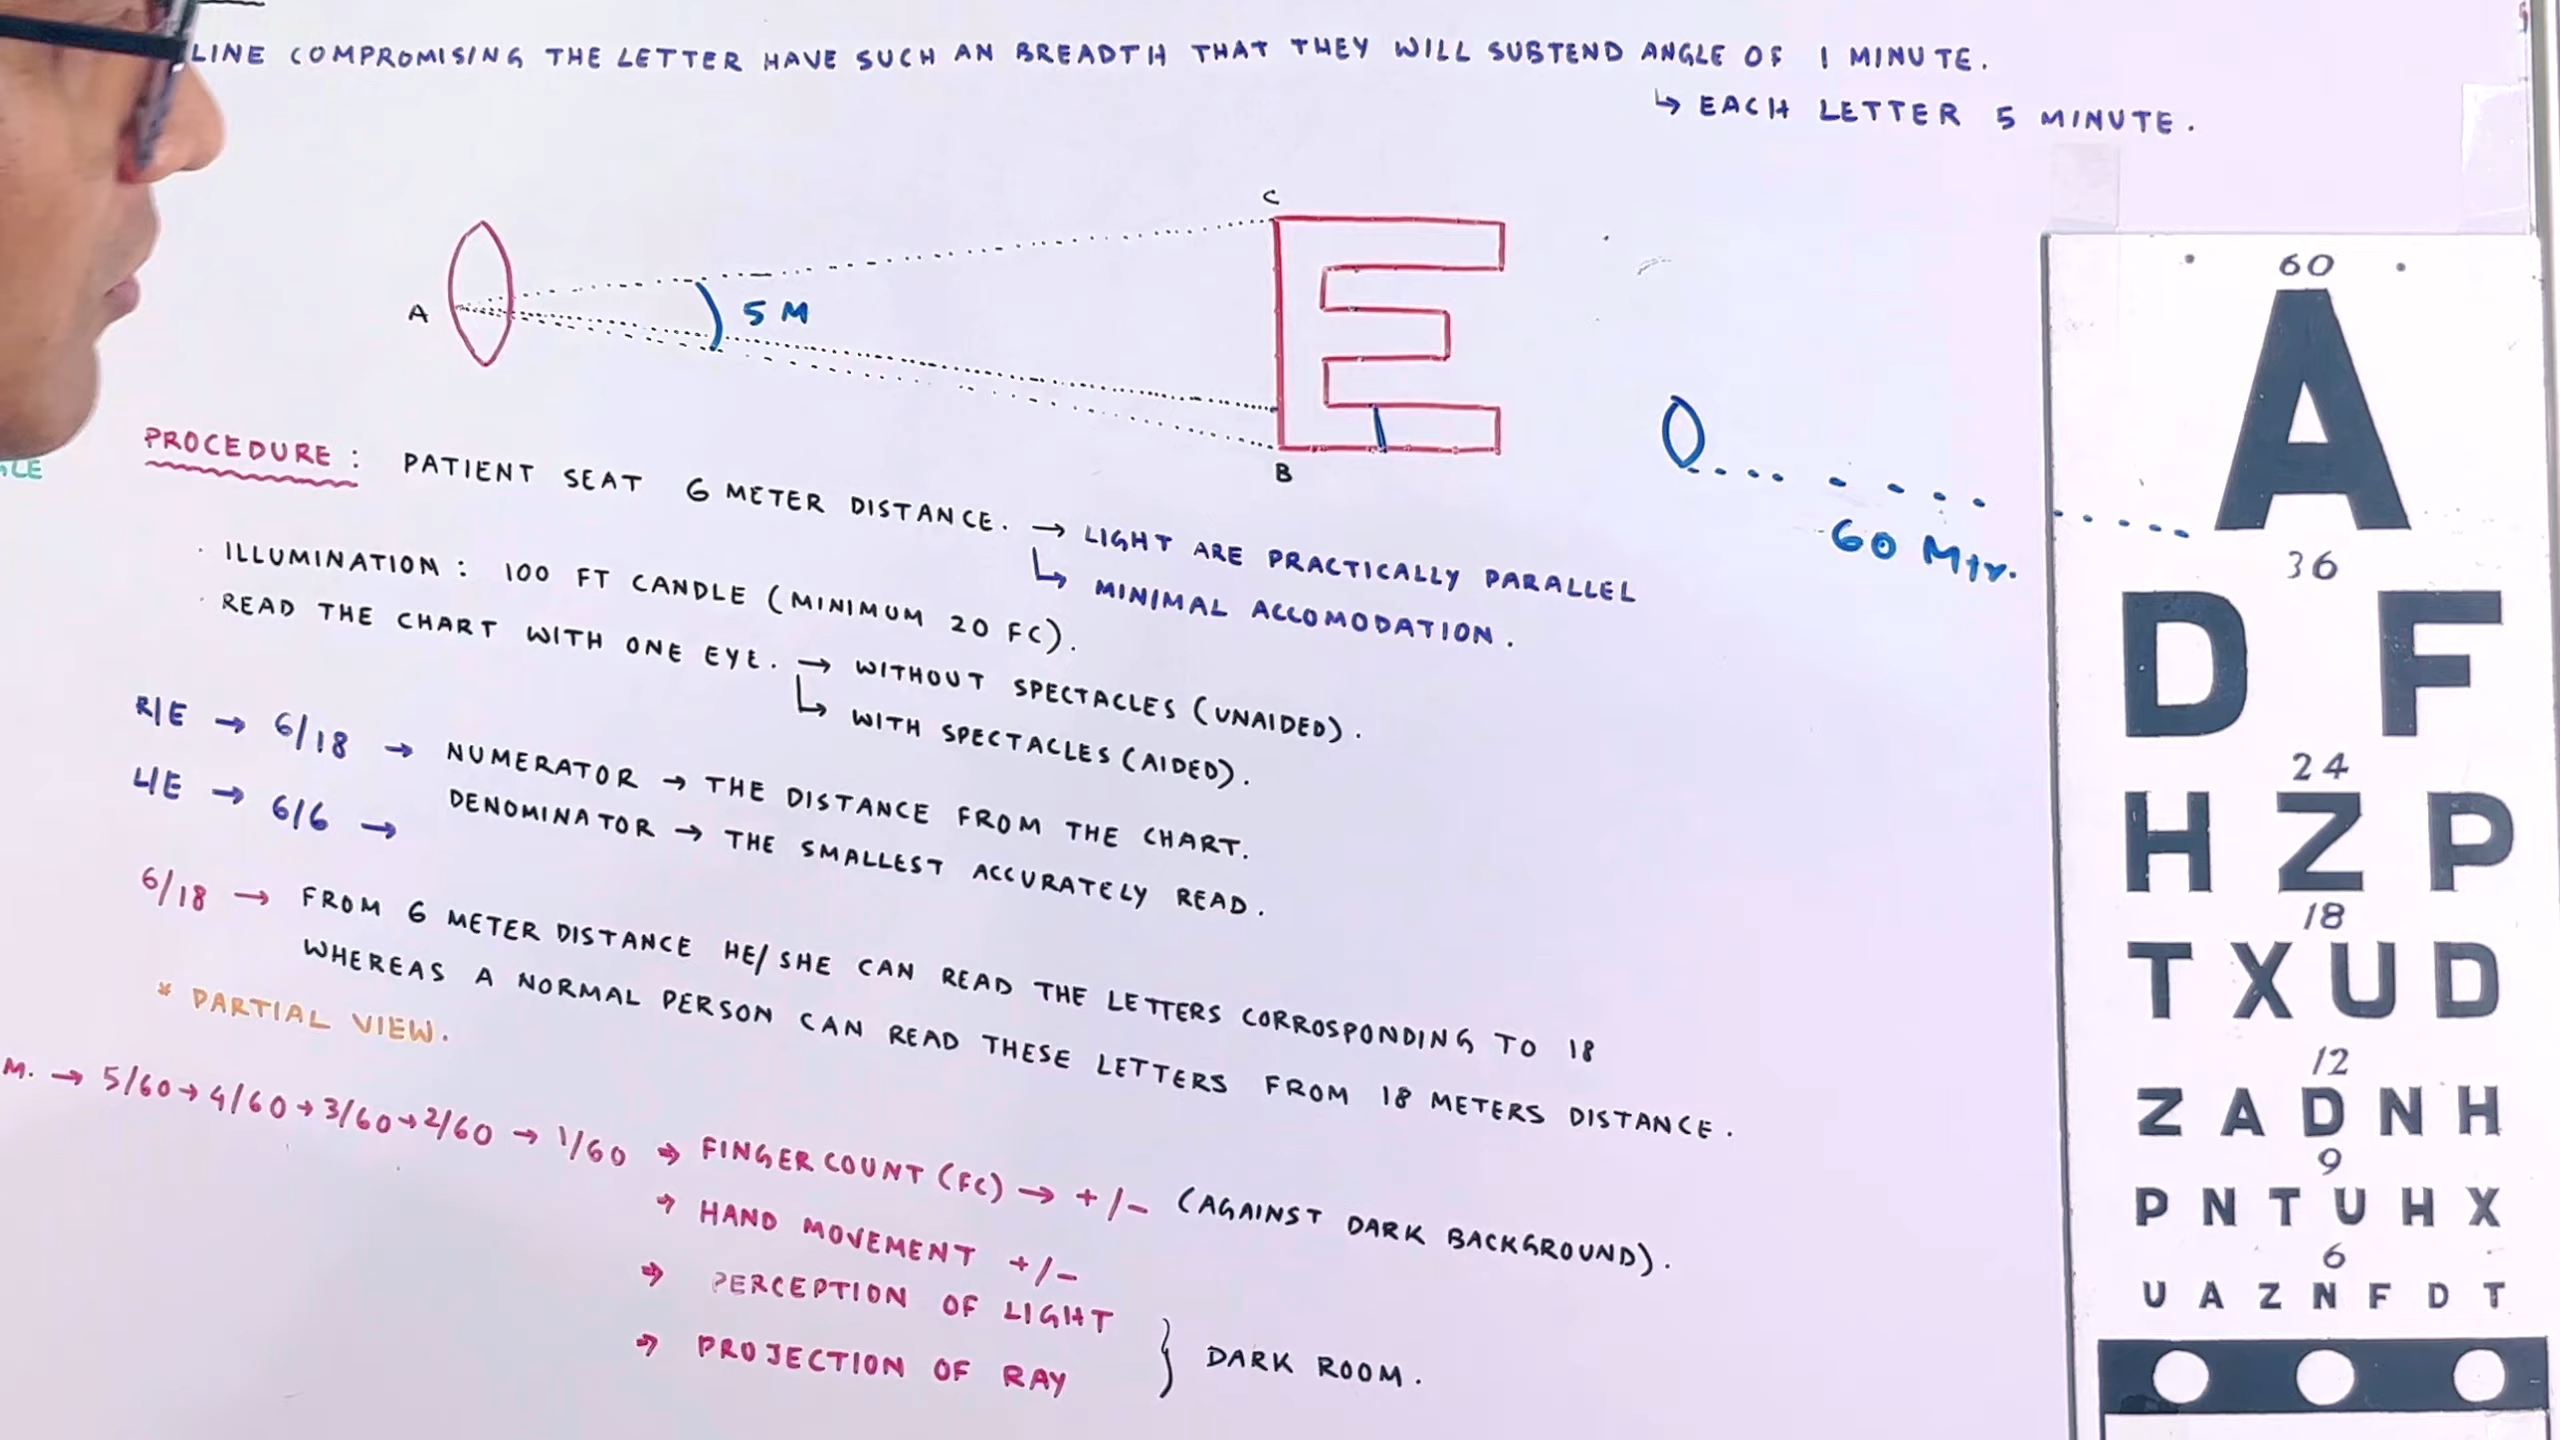 LINE COMPROMISING THE LETTER HAVE SUCH AN BREADTH THAT THEY WILL SUBTEND ANGLE OF 1 MINUTE.
↳ EACH LETTER 5 MINUTE.
C
A
5 M
B
PROCEDURE : PATIENT SEAT 6 METER DISTANCE. → LIGHT ARE PRACTICALLY PARALLEL
↳ MINIMAL ACCOMODATION.
60 Mtr.
· ILLUMINATION : 100 FT CANDLE (MINIMUM 20 FC).
· READ THE CHART WITH ONE EYE. → WITHOUT SPECTACLES (UNAIDED).
↳ WITH SPECTACLES (AIDED).
R/E → 6/18 → NUMERATOR → THE DISTANCE FROM THE CHART.
L/E → 6/6 → DENOMINATOR → THE SMALLEST ACCURATELY READ.
6/18 → FROM 6 METER DISTANCE HE/SHE CAN READ THE LETTERS CORROSPONDING TO 18
WHEREAS A NORMAL PERSON CAN READ THESE LETTERS FROM 18 METERS DISTANCE.
* PARTIAL VIEW.
M. → 5/60 → 4/60 → 3/60 → 2/60 → 1/60 ⇒ FINGER COUNT (FC) → +/- (AGAINST DARK BACKGROUND).
⇒ HAND MOVEMENT +/-
⇒ PERCEPTION OF LIGHT
⇒ PROJECTION OF RAY } DARK ROOM.
60
A
36
D F
24
H Z P
18
T X U D
12
Z A D N H
9
P N T U H X
6
U A Z N F D T